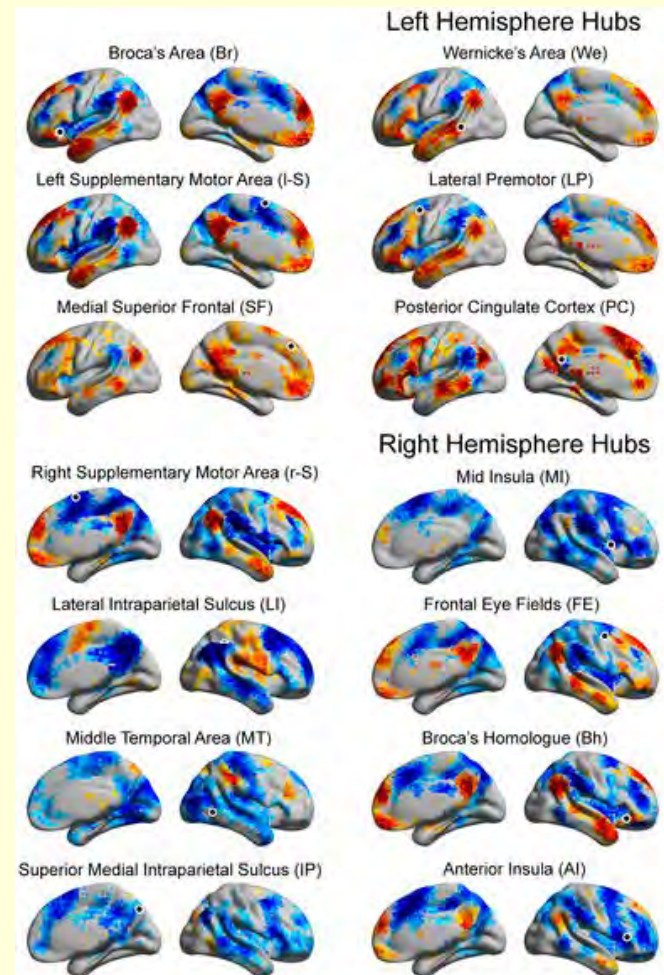 Left Hemisphere Hubs
Broca's Area (Br)
Wernicke's Area (We)
Left Supplementary Motor Area (l-S)
Lateral Premotor (LP)
Medial Superior Frontal (SF)
Posterior Cingulate Cortex (PC)
Right Hemisphere Hubs
Right Supplementary Motor Area (r-S)
Mid Insula (MI)
Lateral Intraparietal Sulcus (LI)
Frontal Eye Fields (FE)
Middle Temporal Area (MT)
Broca's Homologue (Bh)
Superior Medial Intraparietal Sulcus (IP)
Anterior Insula (AI)